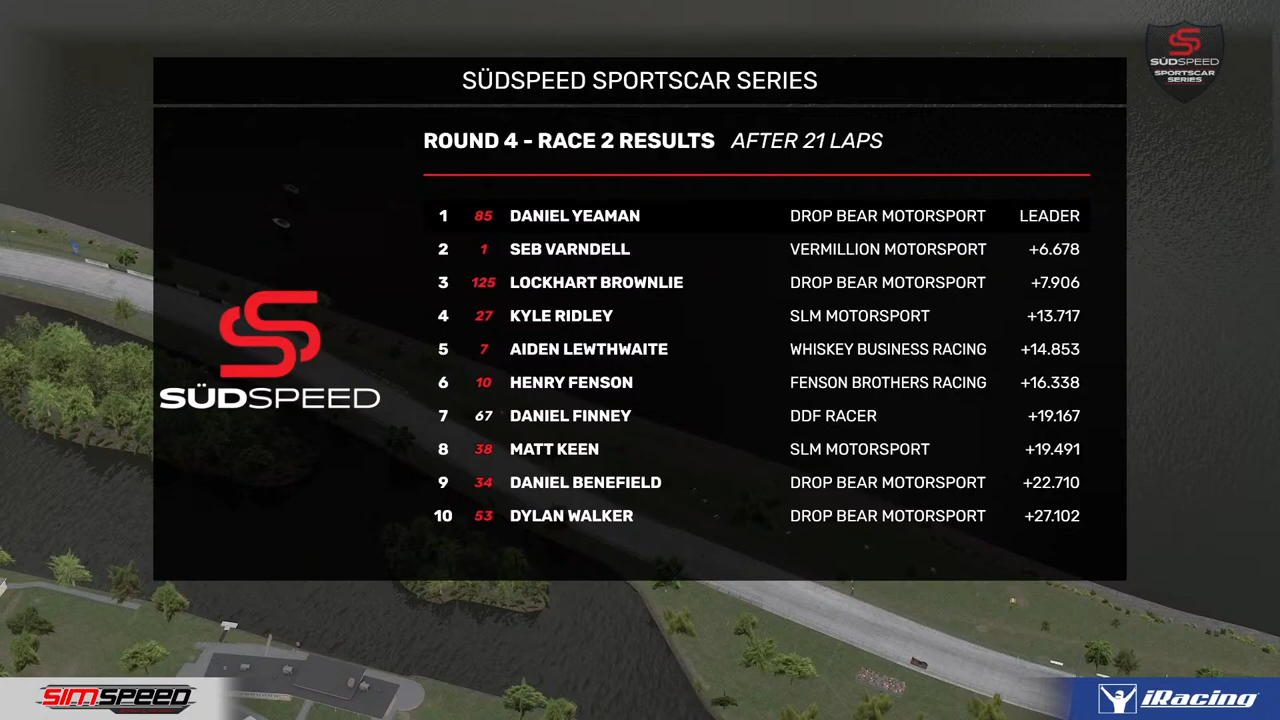 SÜDSPEED SPORTSCAR SERIES
SÜDSPEED
SPORTSCAR
SERIES
ROUND 4 - RACE 2 RESULTS AFTER 21 LAPS
1 85 DANIEL YEAMAN DROP BEAR MOTORSPORT LEADER
2 1 SEB VARNDELL VERMILLION MOTORSPORT +6.678
3 125 LOCKHART BROWNLIE DROP BEAR MOTORSPORT +7.906
4 27 KYLE RIDLEY SLM MOTORSPORT +13.717
5 7 AIDEN LEWTHWAITE WHISKEY BUSINESS RACING +14.853
6 10 HENRY FENSON FENSON BROTHERS RACING +16.338
7 67 DANIEL FINNEY DDF RACER +19.167
8 38 MATT KEEN SLM MOTORSPORT +19.491
9 34 DANIEL BENEFIELD DROP BEAR MOTORSPORT +22.710
10 53 DYLAN WALKER DROP BEAR MOTORSPORT +27.102
SÜDSPEED
SIMSPEED
iRacing